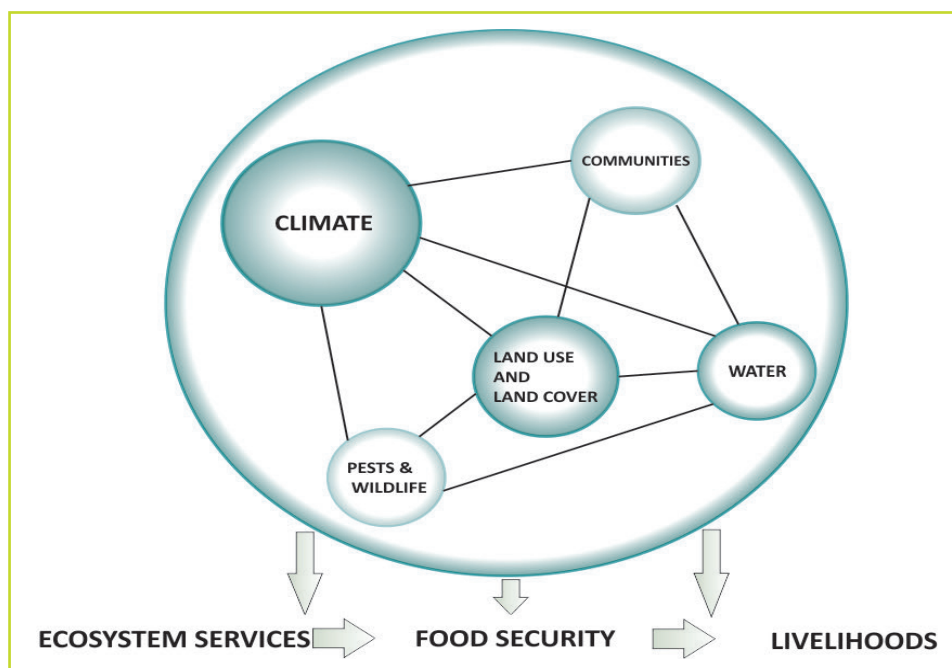 COMMUNITIES
CLIMATE
LAND USE
AND
LAND COVER
WATER
PESTS &
WILDLIFE
ECOSYSTEM SERVICES
FOOD SECURITY
LIVELIHOODS